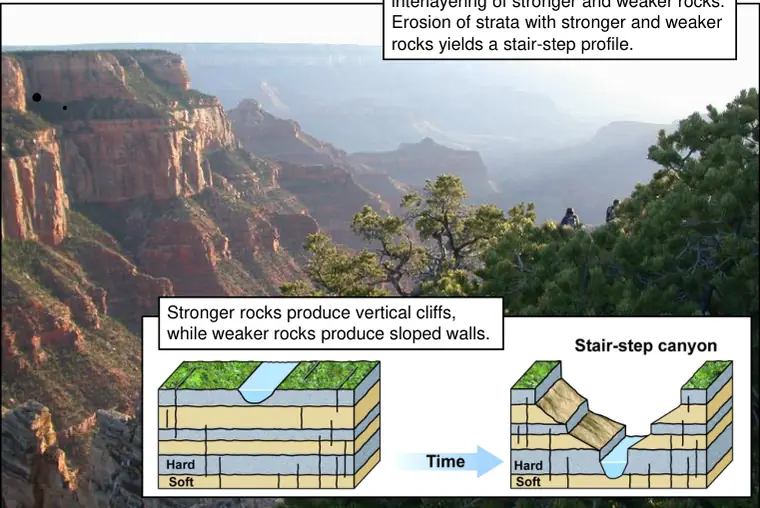 interlayering of stronger and weaker rocks.
Erosion of strata with stronger and weaker
rocks yields a stair-step profile.
Stronger rocks produce vertical cliffs,
while weaker rocks produce sloped walls.
Stair-step canyon
Hard
Soft
Time
Hard
Soft